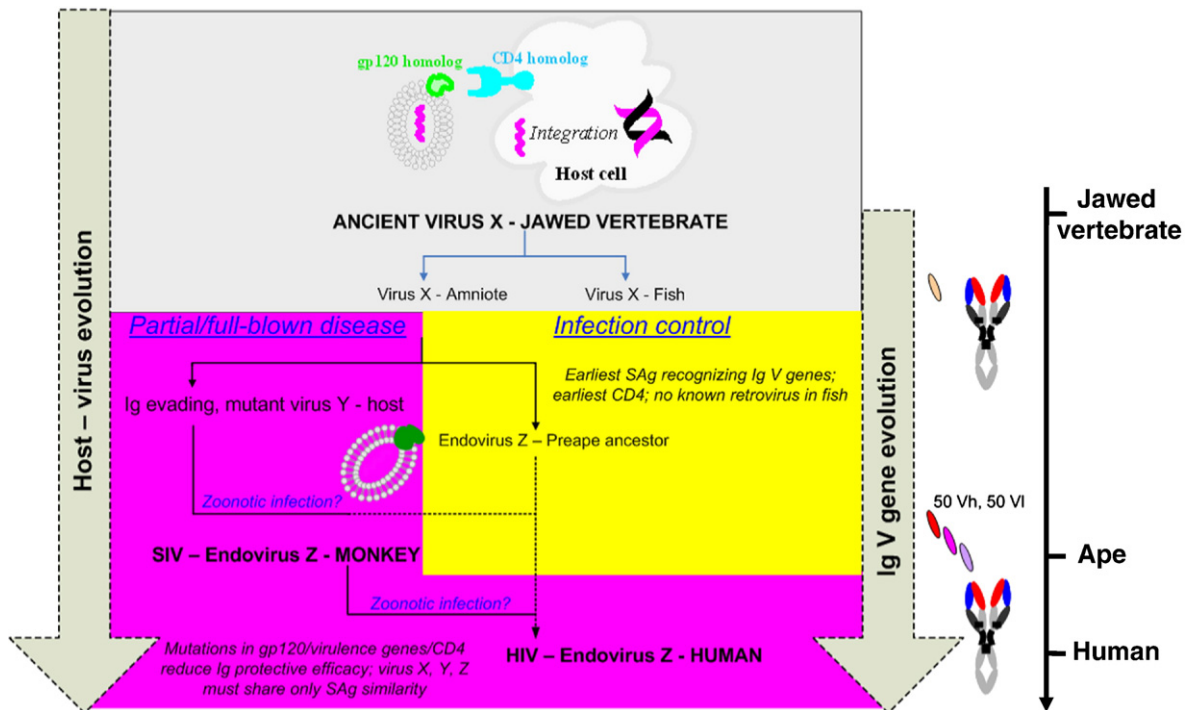 gp120 homolog
CD4 homolog
Integration
Host cell
ANCIENT VIRUS X - JAWED VERTEBRATE
Virus X - Amniote
Virus X - Fish
Partial/full-blown disease
Infection control
Earliest SAg recognizing Ig V genes;
earliest CD4; no known retrovirus in fish
Ig evading, mutant virus Y - host
Endovirus Z – Preape ancestor
Zoonotic infection?
SIV – Endovirus Z - MONKEY
Zoonotic infection?
Mutations in gp120/virulence genes/CD4
reduce Ig protective efficacy; virus X, Y, Z
must share only SAg similarity
HIV – Endovirus Z - HUMAN
Host – virus evolution
Ig V gene evolution
50 Vh, 50 Vl
Jawed
vertebrate
Ape
Human